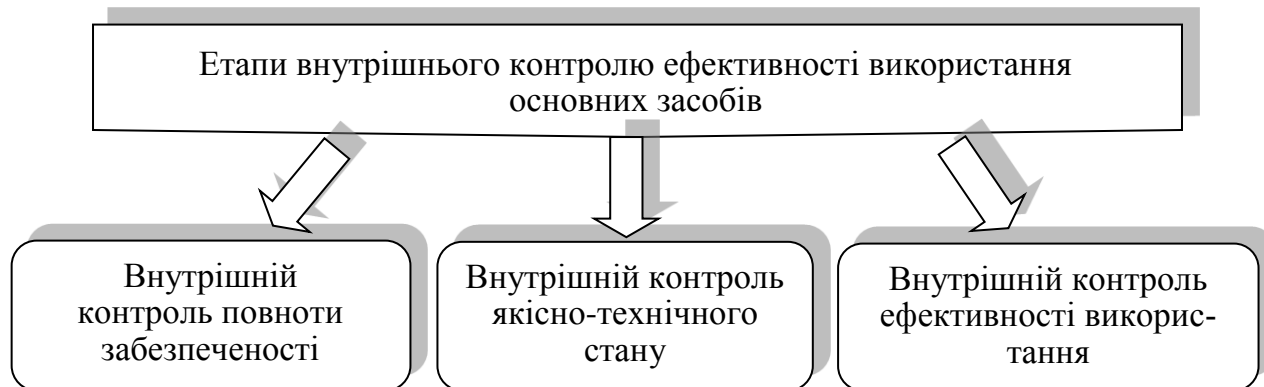 Етапи внутрішнього контролю ефективності використання
основних засобів
Внутрішній
контроль повноти
забезпеченості
Внутрішній контроль
якісно-технічного
стану
Внутрішній контроль
ефективності викорис-
тання